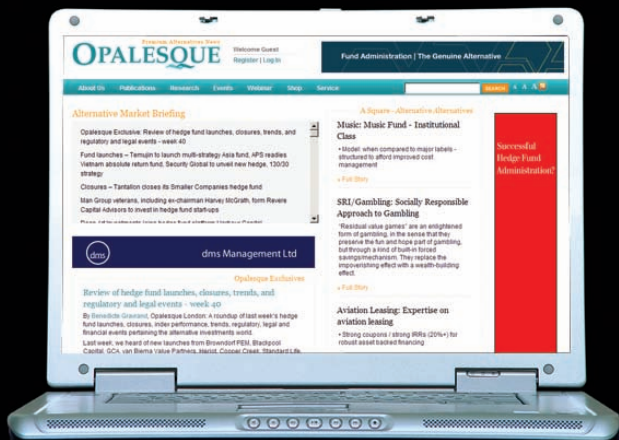 Premium Alternatives News
OPALESQUE
Welcome Guest
Register | Login
Fund Administration | The Genuine Alternative
About Us Publications Research Events Webinar Shop Service
SEARCH A A A
Alternative Market Briefing
Opalesque Exclusive: Review of hedge fund launches, closures, trends, and
regulatory and legal events - week 40
Fund launches – Temujin to launch multi-strategy Asia fund, APS readies
Vietnam absolute return fund, Security Global to unveil new hedge, 130/30
strategy
Closures – Tantallon closes its Smaller Companies hedge fund
Man Group veterans, including ex-chairman Harvey McGrath, form Revere
Capital Advisors to invest in hedge fund start-ups
dms
dms Management Ltd
Opalesque Exclusives
Review of hedge fund launches, closures, trends, and
regulatory and legal events - week 40
By Benedicte Gravrand, Opalesque London: A roundup of last week's hedge
fund launches, closures, index performance, trends, regulatory, legal and
financial events pertaining the alternative investments world.
Last week, we heard of new launches from Browndorf PEM, Blackpool
Capital, GCA, van Biema Value Partners, Herlot, Cooper Creek, Standard Life,
A Square - Alternative Alternatives
Music: Music Fund - Institutional
Class
• Model: when compared to major labels -
structured to afford improved cost
management
» Full Story
SRI/Gambling: Socially Responsible
Approach to Gambling
"Residual value games" are an enlightened
form of gambling, in the sense that they
preserve the fun and hope part of gambling,
but through a kind of built-in forced
savings/mechanism. They replace the
impoverishing effect with a wealth-building
effect.
» Full Story
Aviation Leasing: Expertise on
aviation leasing
• Strong coupons / strong IRRs (20%+) for
robust asset backed financing
Successful
Hedge Fund
Administration?